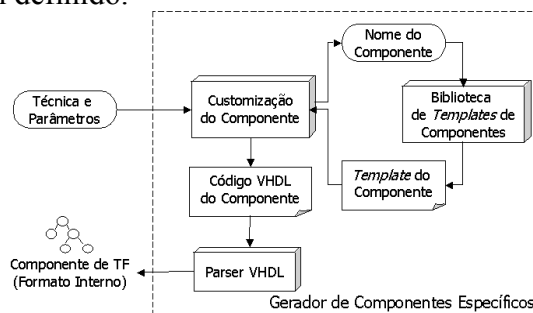 definido.
Nome do
Componente
Técnica e
Parâmetros
Customização
do Componente
Biblioteca
de Templates de
Componentes
Código VHDL
do Componente
Template do
Componente
Componente de TF
(Formato Interno)
Parser VHDL
Gerador de Componentes Específicos